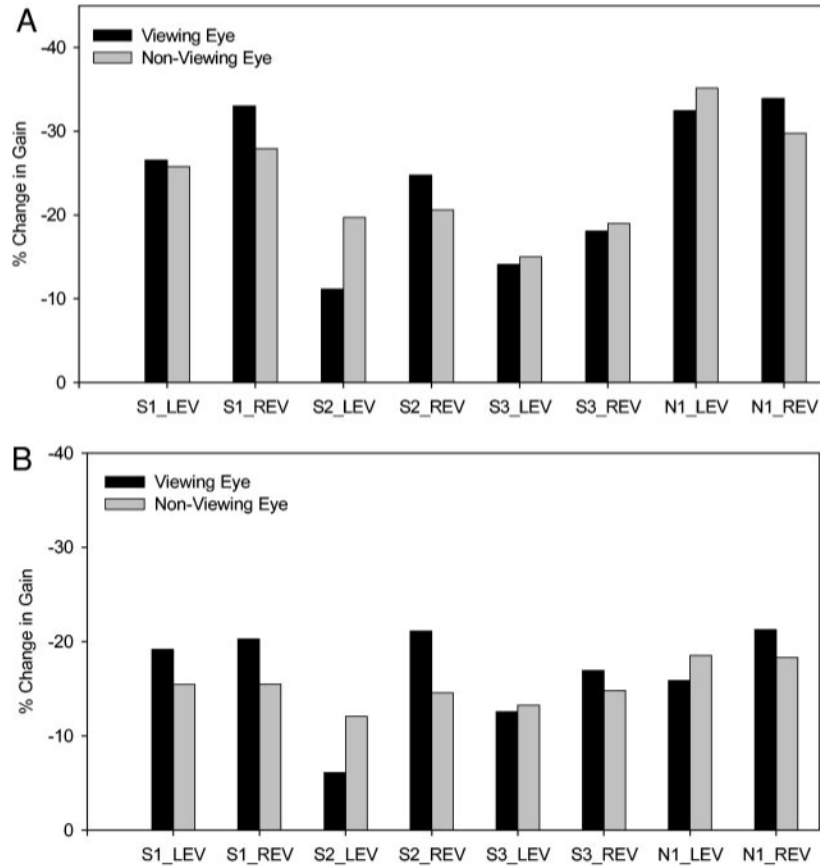 A
Viewing Eye
Non-Viewing Eye
% Change in Gain
-40
-30
-20
-10
0
S1_LEV S1_REV S2_LEV S2_REV S3_LEV S3_REV N1_LEV N1_REV
B
Viewing Eye
Non-Viewing Eye
% Change in Gain
-40
-30
-20
-10
0
S1_LEV S1_REV S2_LEV S2_REV S3_LEV S3_REV N1_LEV N1_REV